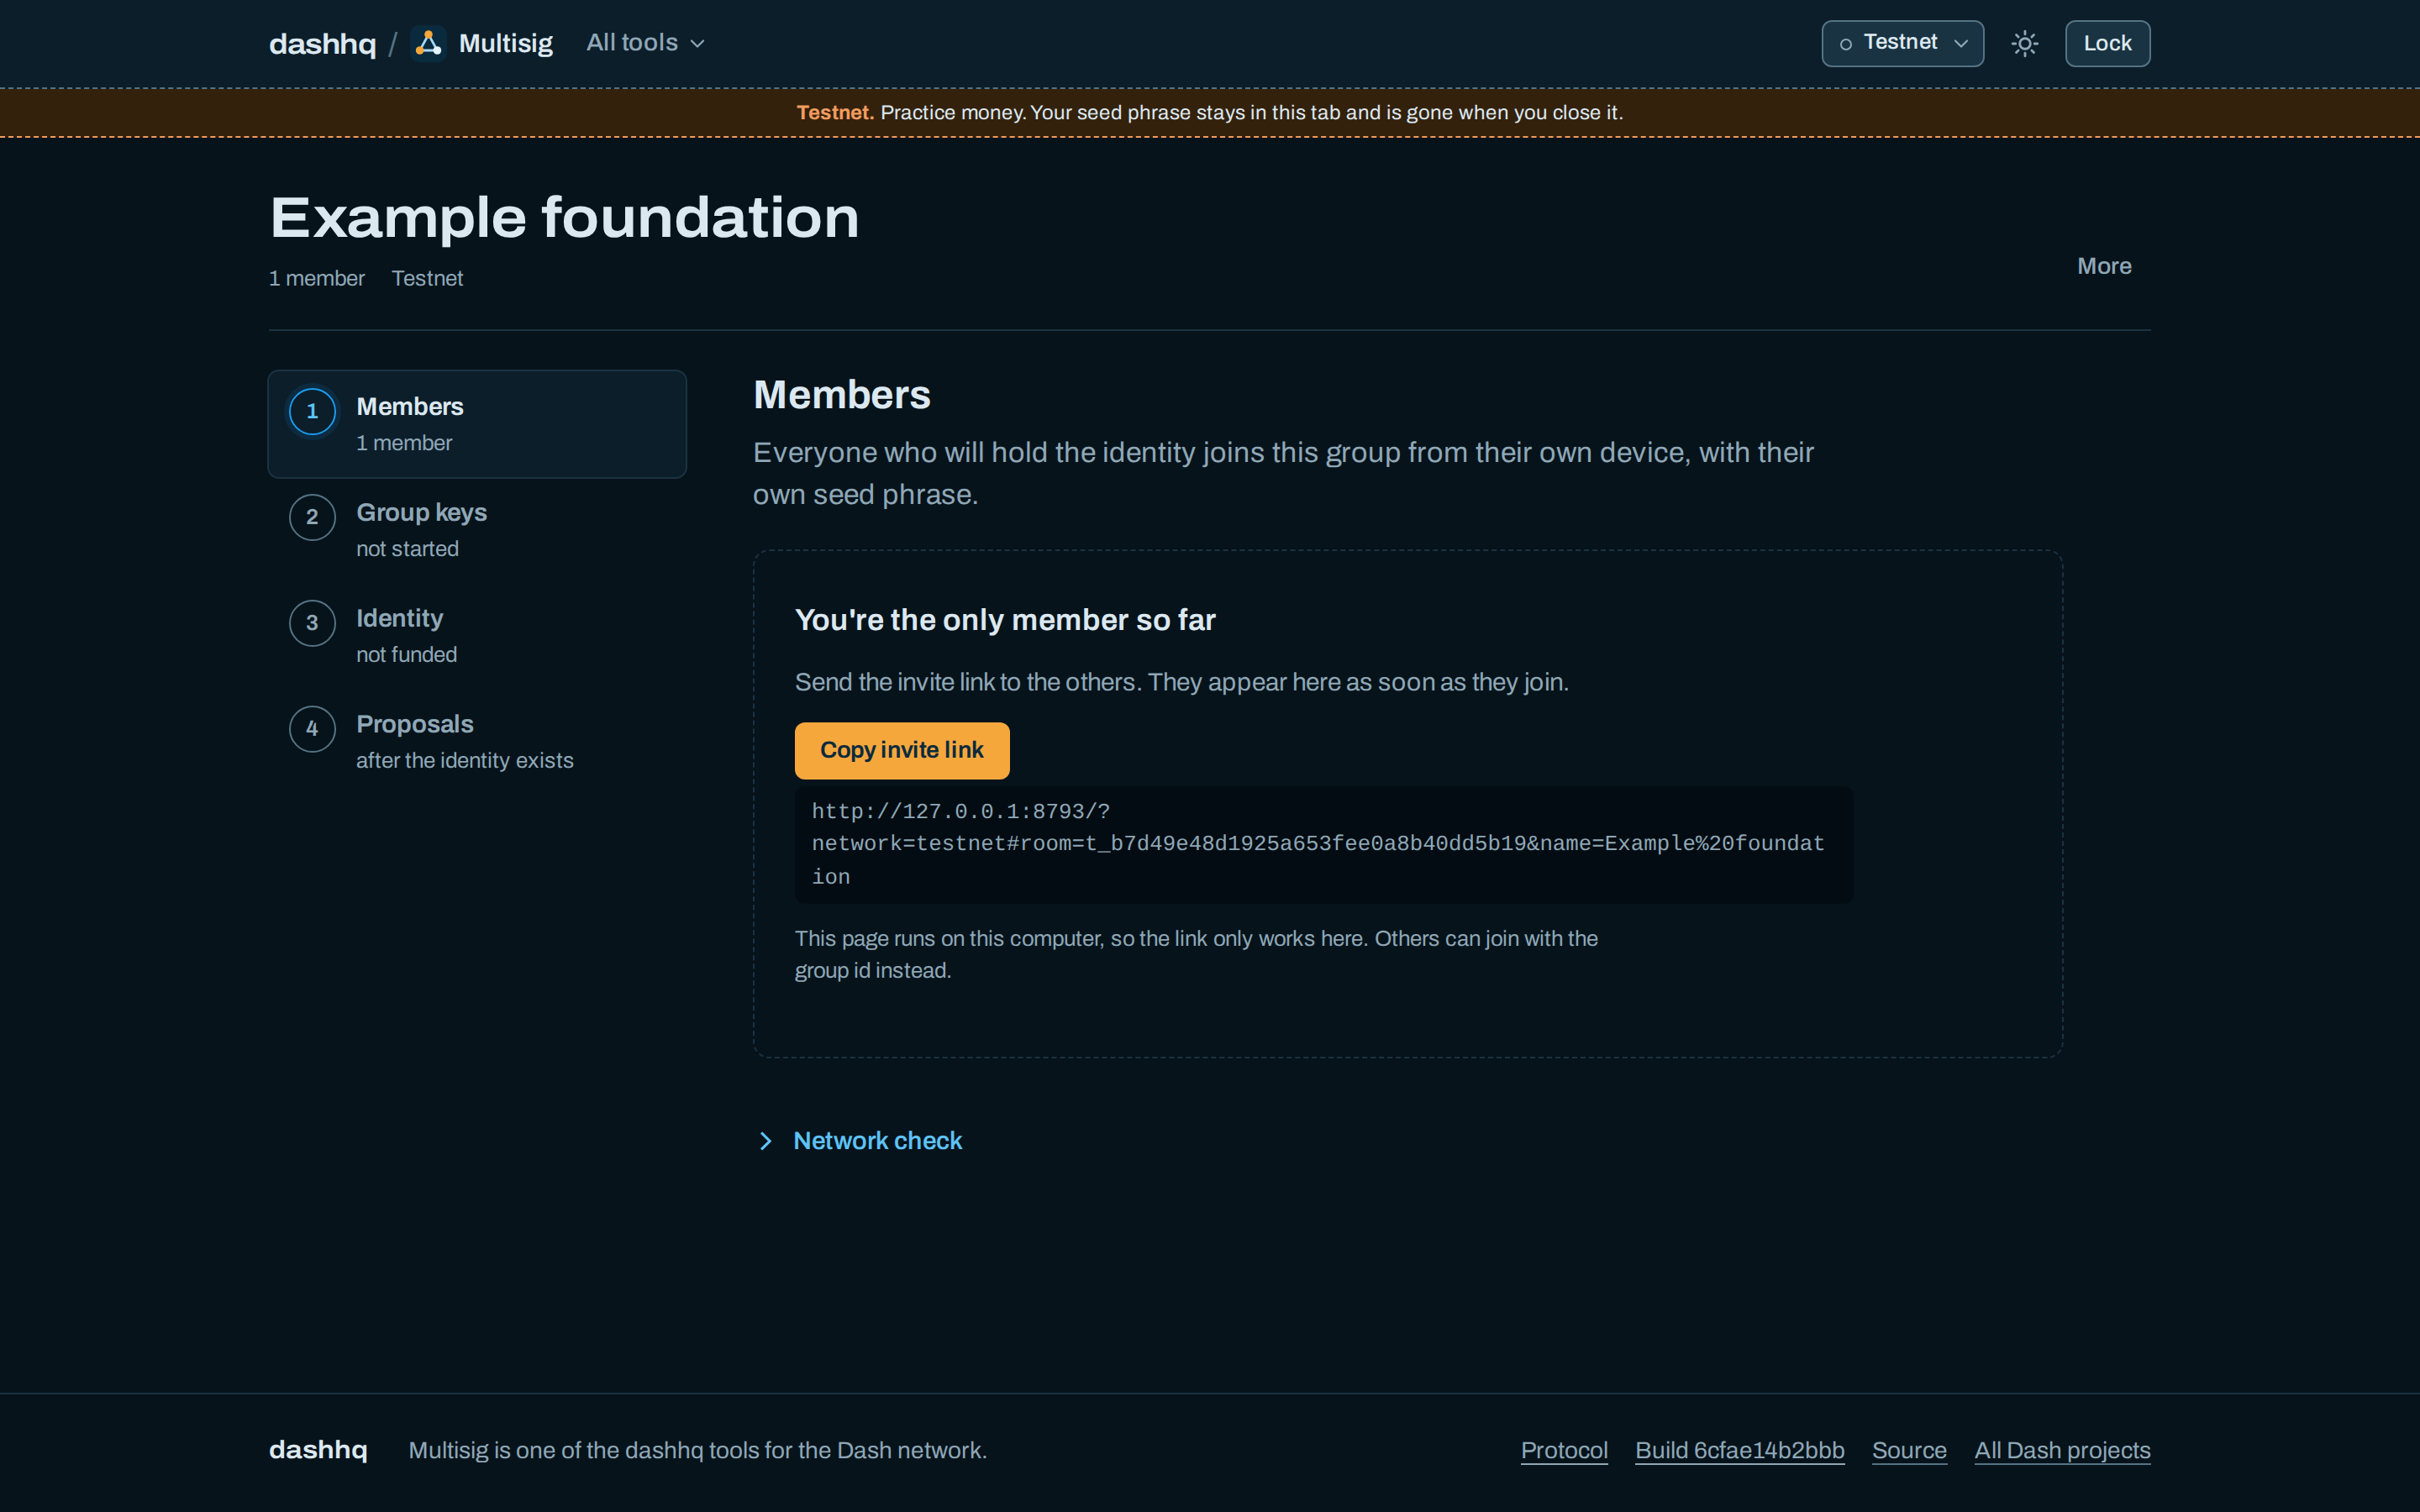 dashhq / Multisig All tools
Testnet Lock
Testnet. Practice money. Your seed phrase stays in this tab and is gone when you close it.
Example foundation
1 member Testnet
More
1 Members
1 member
2 Group keys
not started
3 Identity
not funded
4 Proposals
after the identity exists
Members
Everyone who will hold the identity joins this group from their own device, with their
own seed phrase.
You're the only member so far
Send the invite link to the others. They appear here as soon as they join.
Copy invite link
http://127.0.0.1:8793/?
network=testnet#room=t_b7d49e48d1925a653fee0a8b40dd5b19&name=Example%20foundat
ion
This page runs on this computer, so the link only works here. Others can join with the
group id instead.
Network check
dashhq Multisig is one of the dashhq tools for the Dash network.
Protocol Build 6cfae14b2bbb Source All Dash projects